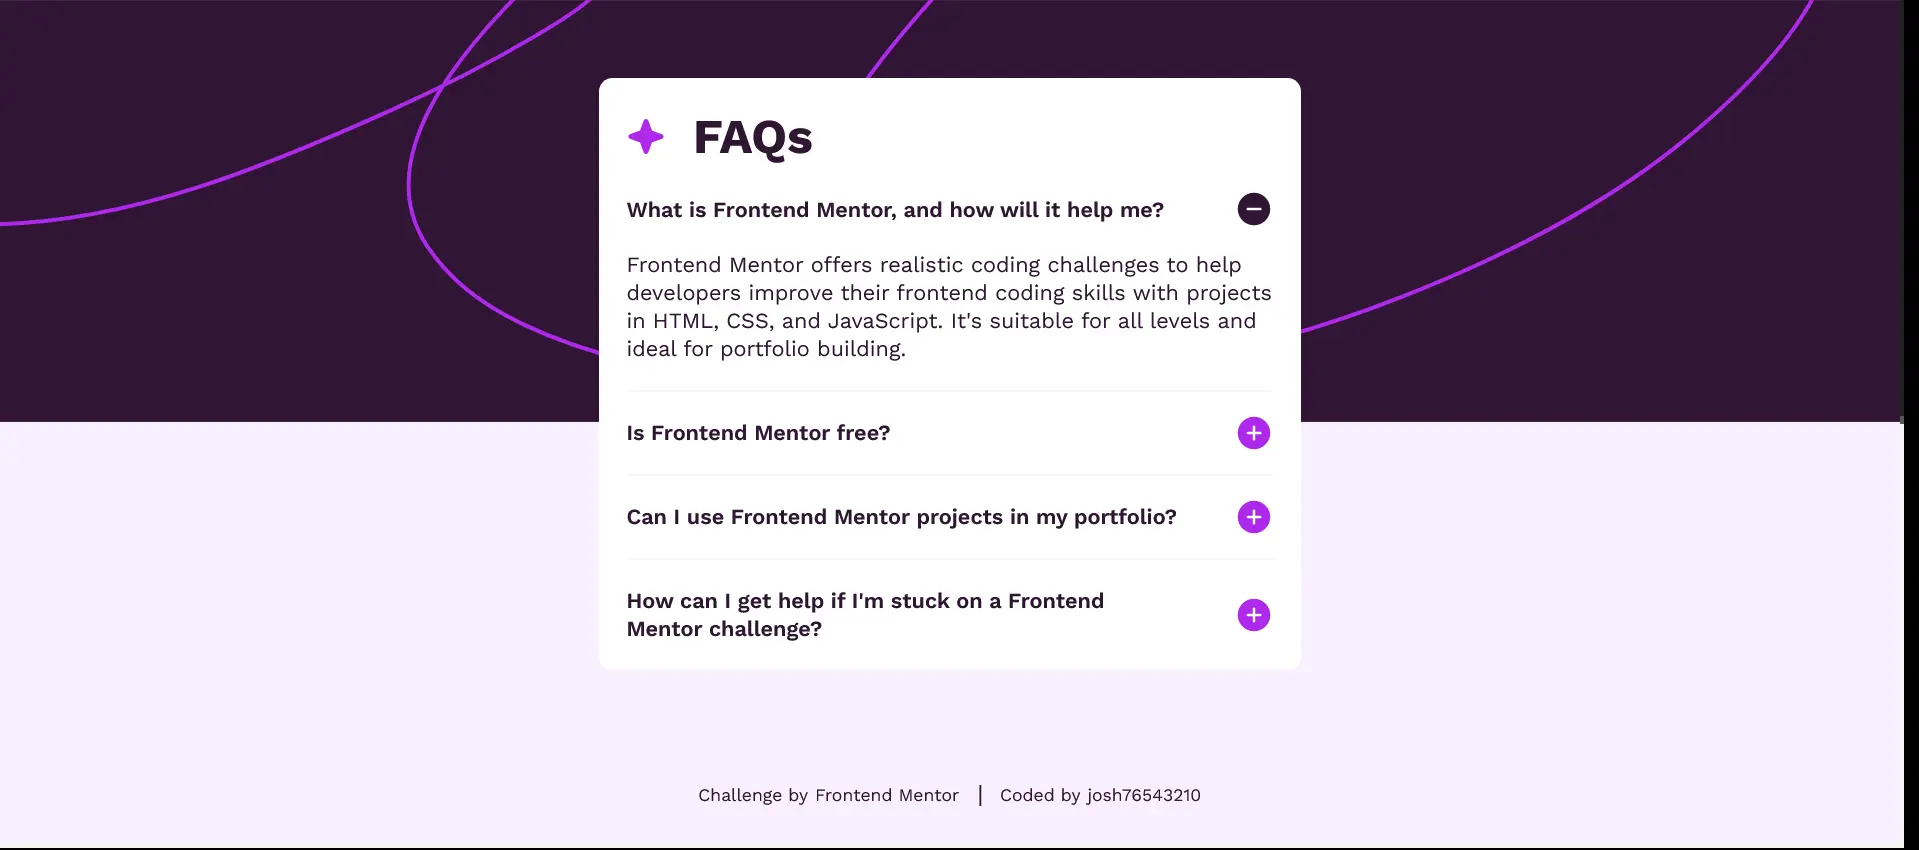 FAQs
What is Frontend Mentor, and how will it help me?
Frontend Mentor offers realistic coding challenges to help
developers improve their frontend coding skills with projects
in HTML, CSS, and JavaScript. It's suitable for all levels and
ideal for portfolio building.
Is Frontend Mentor free?
Can I use Frontend Mentor projects in my portfolio?
How can I get help if I'm stuck on a Frontend
Mentor challenge?
Challenge by Frontend Mentor | Coded by josh76543210